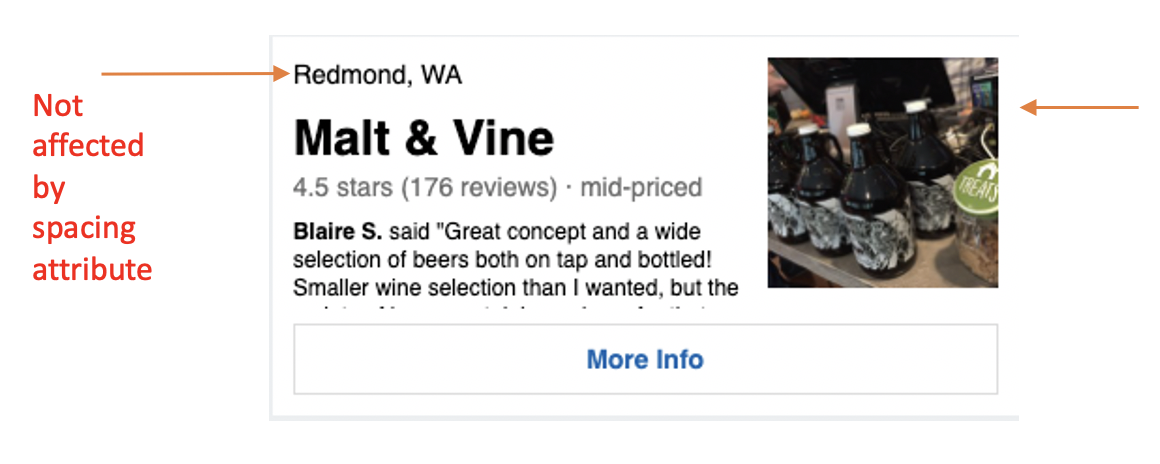 Not
affected
by
spacing
attribute
Redmond, WA
Malt & Vine
4.5 stars (176 reviews) · mid-priced
Blaire S. said "Great concept and a wide
selection of beers both on tap and bottled!
Smaller wine selection than I wanted, but the
TREATS
More Info